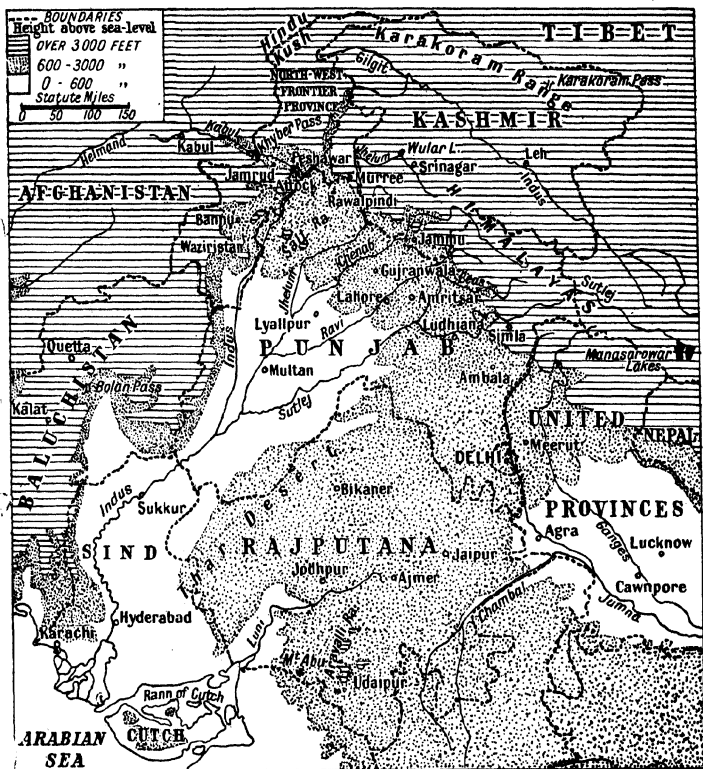 BOUNDARIES
Height above sea-level
OVER 3000 FEET
600-3000 "
0-600 "
Statute Miles
0 50 100 150
Hindu Kush
Karakoram Range
TIBET
Gilgit
Karakoram Pass
NORTH-WEST
FRONTIER
PROVINCE
KASHMIR
Kabul
Khyber Pass
Helmand
Kabul
Peshawar
Jhelum
Wular L.
Srinagar
Leh
Indus
AFGHANISTAN
Jamrud
Attock
Murree
Rawalpindi
HIMALAYAS
Bannu
Waziristan
Salt Ra.
Jammu
Jhelum
Chenab
Gujranwala
Beas
Sutlej
Lahore
Amritsar
Lyallpur
Ravi
Ludhiana
Simla
Quetta
Indus
PUNJAB
Manasarowar
Lakes
Multan
Ambala
Bolan Pass
Kalat
Sutlej
UNITED
NEPAL
BALUCHISTAN
DELHI
Meerut
Indus
Sukkur
Bikaner
PROVINCES
Thar Desert
Agra
Ganges
Lucknow
SIND
RAJPUTANA
Jaipur
Jodhpur
Ajmer
Cawnpore
Jumna
Hyderabad
Luni
Chambal
Karachi
Mt Abu
Aravalli Ra.
Udaipur
Rann of Cutch
CUTCH
ARABIAN
SEA